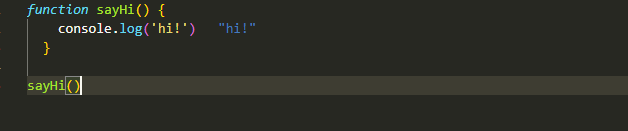 function sayHi() {
    console.log('hi!')   "hi!"
  }
sayHi()